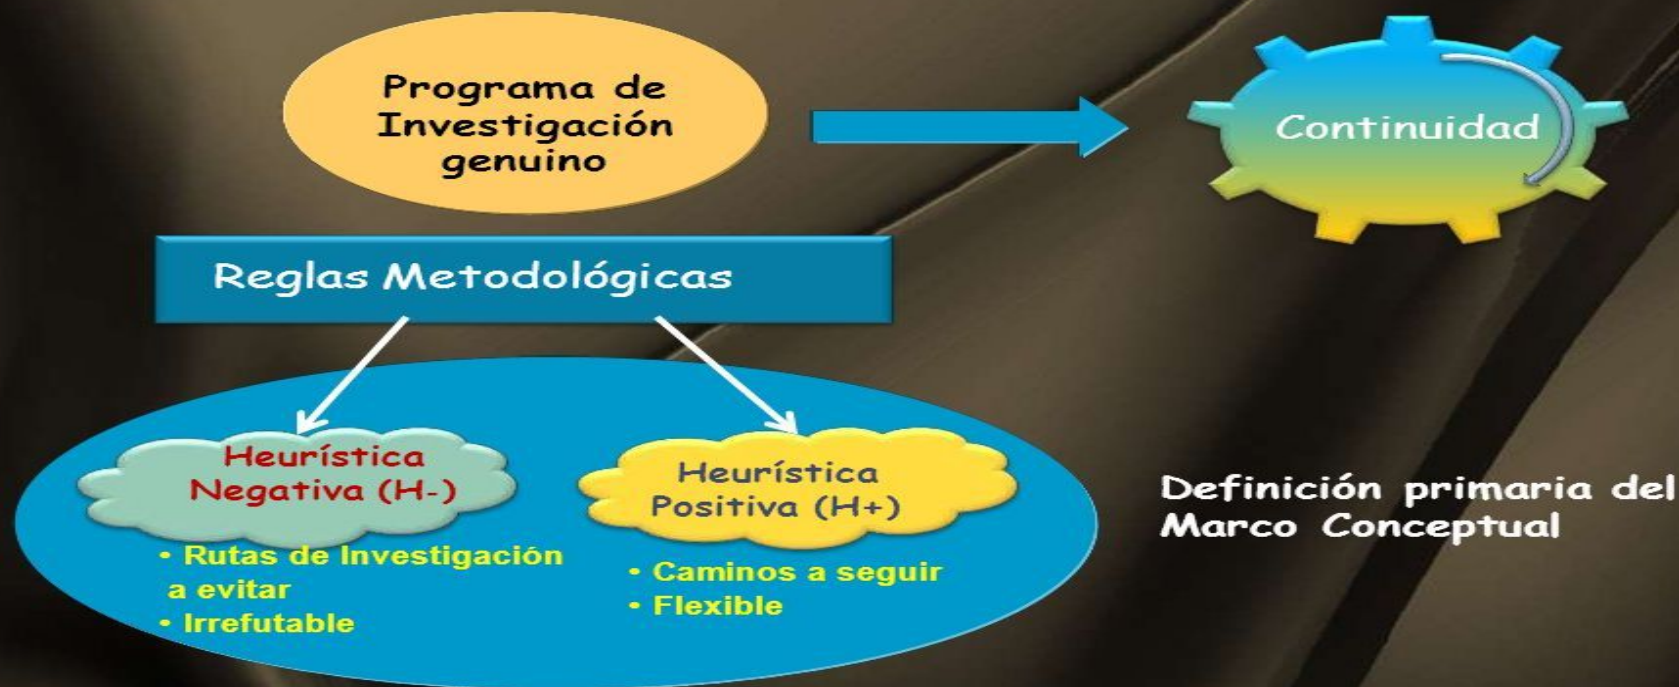 Programa de
Investigación
genuino
Continuidad
Reglas Metodológicas
Heurística
Negativa (H-)
Heurística
Positiva (H+)
• Rutas de Investigación
a evitar
• Irrefutable
• Caminos a seguir
• Flexible
Definición primaria del
Marco Conceptual